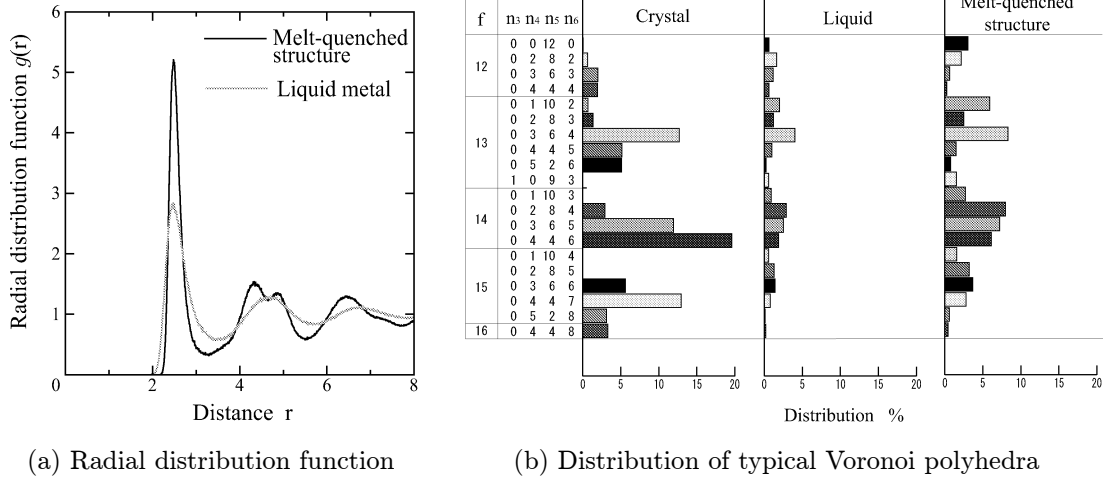 Radial distribution function g(r)
6
5
4
3
2
1
0
0 2 4 6 8
Distance r
Melt-quenched
structure
Liquid metal
(a) Radial distribution function
f n3 n4 n5 n6 Crystal Liquid Melt-quenched
structure
12
0 0 12 0
0 2 8 2
0 3 6 3
0 4 4 4
13
0 1 10 2
0 2 8 3
0 3 6 4
0 4 4 5
0 5 2 6
1 0 9 3
14
0 1 10 3
0 2 8 4
0 3 6 5
0 4 4 6
15
0 1 10 4
0 2 8 5
0 3 6 6
0 4 4 7
0 5 2 8
16 0 4 4 8
0 5 10 15 20 0 5 10 15 20 0 5 10 15 20
Distribution %
(b) Distribution of typical Voronoi polyhedra